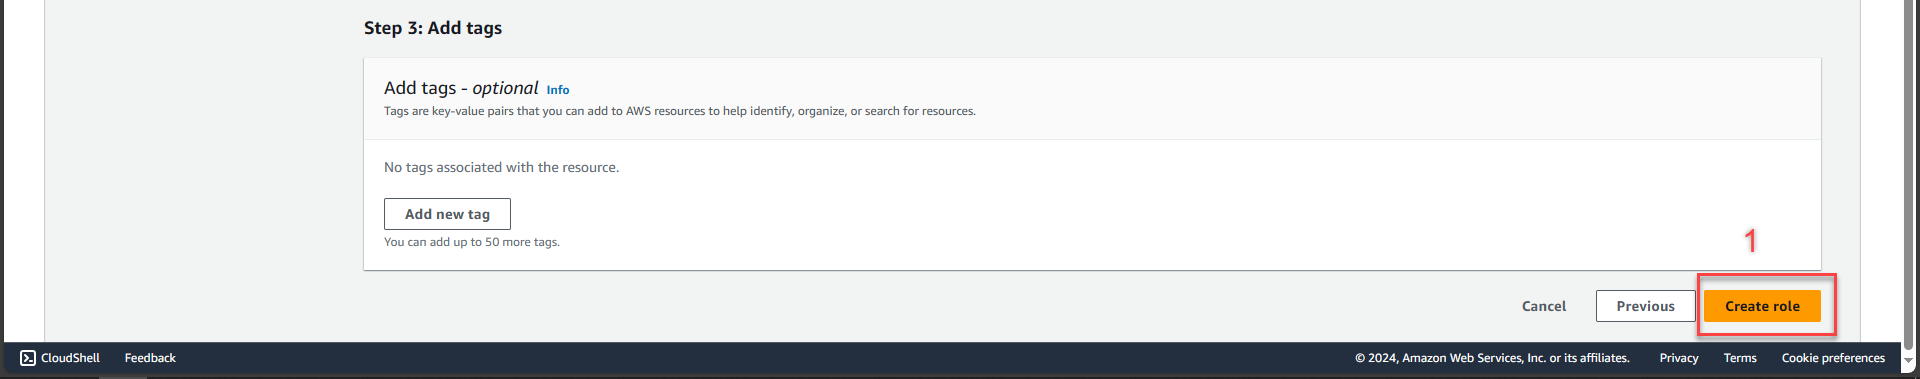 Step 3: Add tags
Add tags - optional Info
Tags are key-value pairs that you can add to AWS resources to help identify, organize, or search for resources.
No tags associated with the resource.
Add new tag
You can add up to 50 more tags.
1
Cancel Previous Create role
CloudShell Feedback © 2024, Amazon Web Services, Inc. or its affiliates. Privacy Terms Cookie preferences